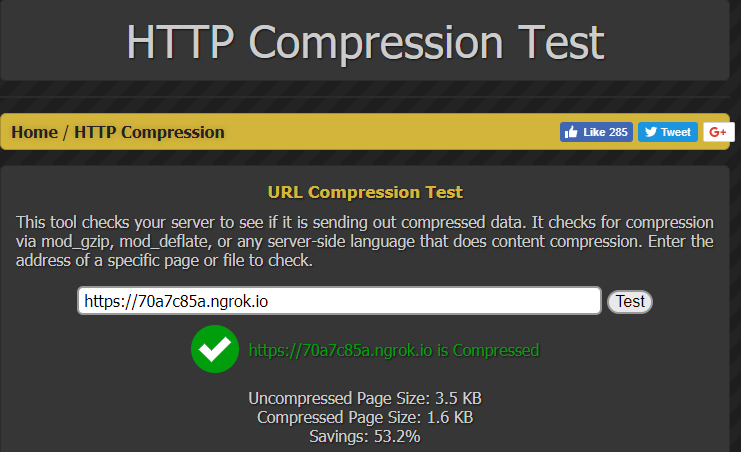 HTTP Compression Test
Home / HTTP Compression
Like 285
Tweet
G+
URL Compression Test
This tool checks your server to see if it is sending out compressed data. It checks for compression
via mod_gzip, mod_deflate, or any server-side language that does content compression. Enter the
address of a specific page or file to check.
https://70a7c85a.ngrok.io
Test
https://70a7c85a.ngrok.io is Compressed
Uncompressed Page Size: 3.5 KB
Compressed Page Size: 1.6 KB
Savings: 53.2%